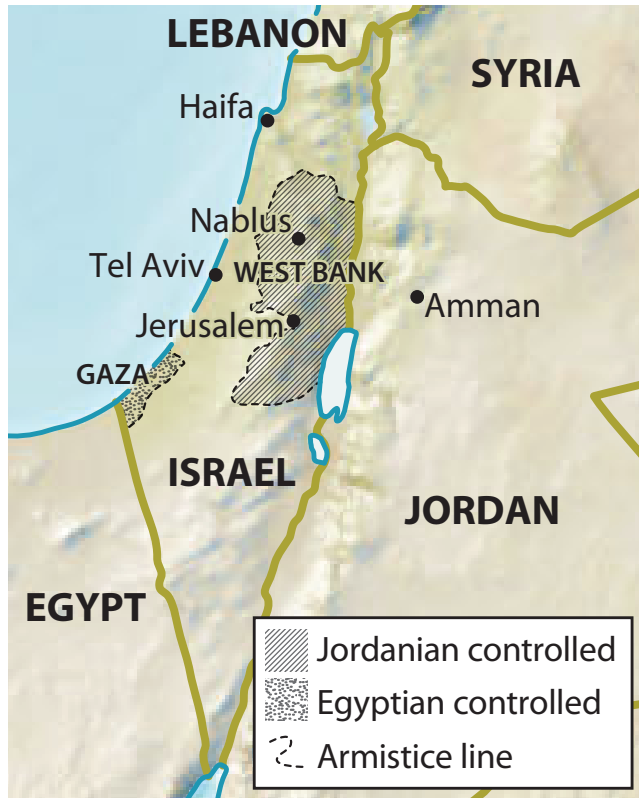 LEBANON
SYRIA
Haifa
Nablus
Tel Aviv
WEST BANK
Amman
Jerusalem
GAZA
ISRAEL
JORDAN
EGYPT
Jordanian controlled
Egyptian controlled
Armistice line